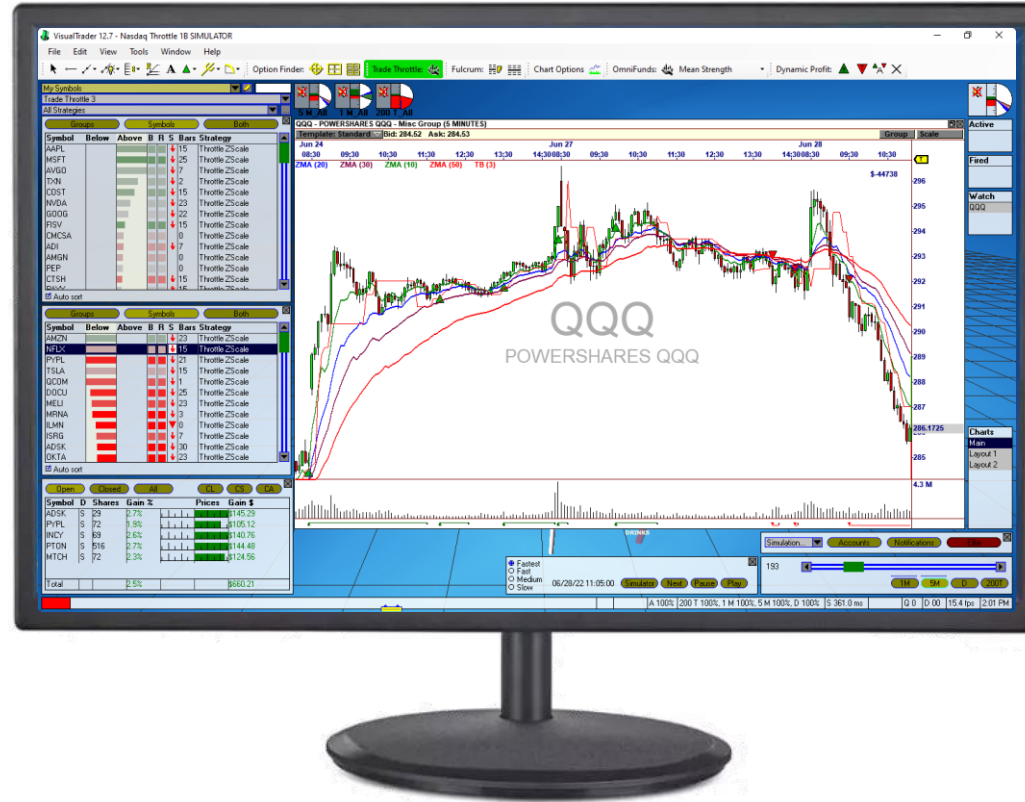 VisualTrader 12.7 - Nasdaq Throttle 1B SIMULATOR
File Edit View Tools Window Help
Option Finder: Trade Throttle: Fulcrum: Chart Options OmniFunds: Mean Strength Dynamic Profit:
My Symbols
Trade Throttle 3
All Strategies
Groups Symbols Both
Symbol Below Above B R S Bars Strategy
AAPL 15 Throttle ZScale
MSFT 25 Throttle ZScale
AVGO 7 Throttle ZScale
TXN 2 Throttle ZScale
COST 15 Throttle ZScale
NVDA 23 Throttle ZScale
GOOG 22 Throttle ZScale
FISV 15 Throttle ZScale
CMCSA 0 Throttle ZScale
ADI 7 Throttle ZScale
AMGN 0 Throttle ZScale
PEP 0 Throttle ZScale
CTSH 15 Throttle ZScale
Auto sort
Groups Symbols Both
Symbol Below Above B R S Bars Strategy
AMZN 23 Throttle ZScale
NFLX 15 Throttle ZScale
PYPL 21 Throttle ZScale
TSLA 15 Throttle ZScale
QCOM 1 Throttle ZScale
DOCU 25 Throttle ZScale
MELI 23 Throttle ZScale
MRNA 3 Throttle ZScale
ILMN 0 Throttle ZScale
ISRG 7 Throttle ZScale
ADSK 30 Throttle ZScale
OKTA 23 Throttle ZScale
Auto sort
Open Closed All CL CS CA
Symbol D Shares Gain % Prices Gain $
ADSK S 29 2.7% $145.29
PYPL S 72 1.9% $105.12
INCY S 69 2.6% $140.76
PTON S 516 2.7% $144.48
MTCH S 72 2.3% $124.56
Total 2.5% $660.21
5 M All 1 M All 200 T All
QQQ - POWERSHARES QQQ - Misc Group (5 MINUTES)
Template: Standard Bid: 284.52 Ask: 284.53 Group Scale
Jun 24 Jun 27 Jun 28
08:30 09:30 10:30 11:30 12:30 13:30 14:30 08:30 09:30 10:30 11:30 12:30 13:30 14:30 08:30 09:30 10:30
ZMA (20) ZMA (30) ZMA (10) ZMA (50) TB (3)
$-44738
296
295
294
293
292
291
290
289
288
287
286.1725
285
4.3 M
QQQ
POWERSHARES QQQ
Active
Fired
Watch
QQQ
Charts
Main
Layout 1
Layout 2
DRINKS
Fastest
Fast
Medium
Slow
06/28/22 11:05:00 Simulator Next Pause Play
Simulation... Accounts Notifications
193
1M 5M D 200T
A 100% 200 T 100%, 1 M 100%, 5 M 100%, D 100% S 361.0 ms Q 0 D 00 15.4 fps 2:01 PM